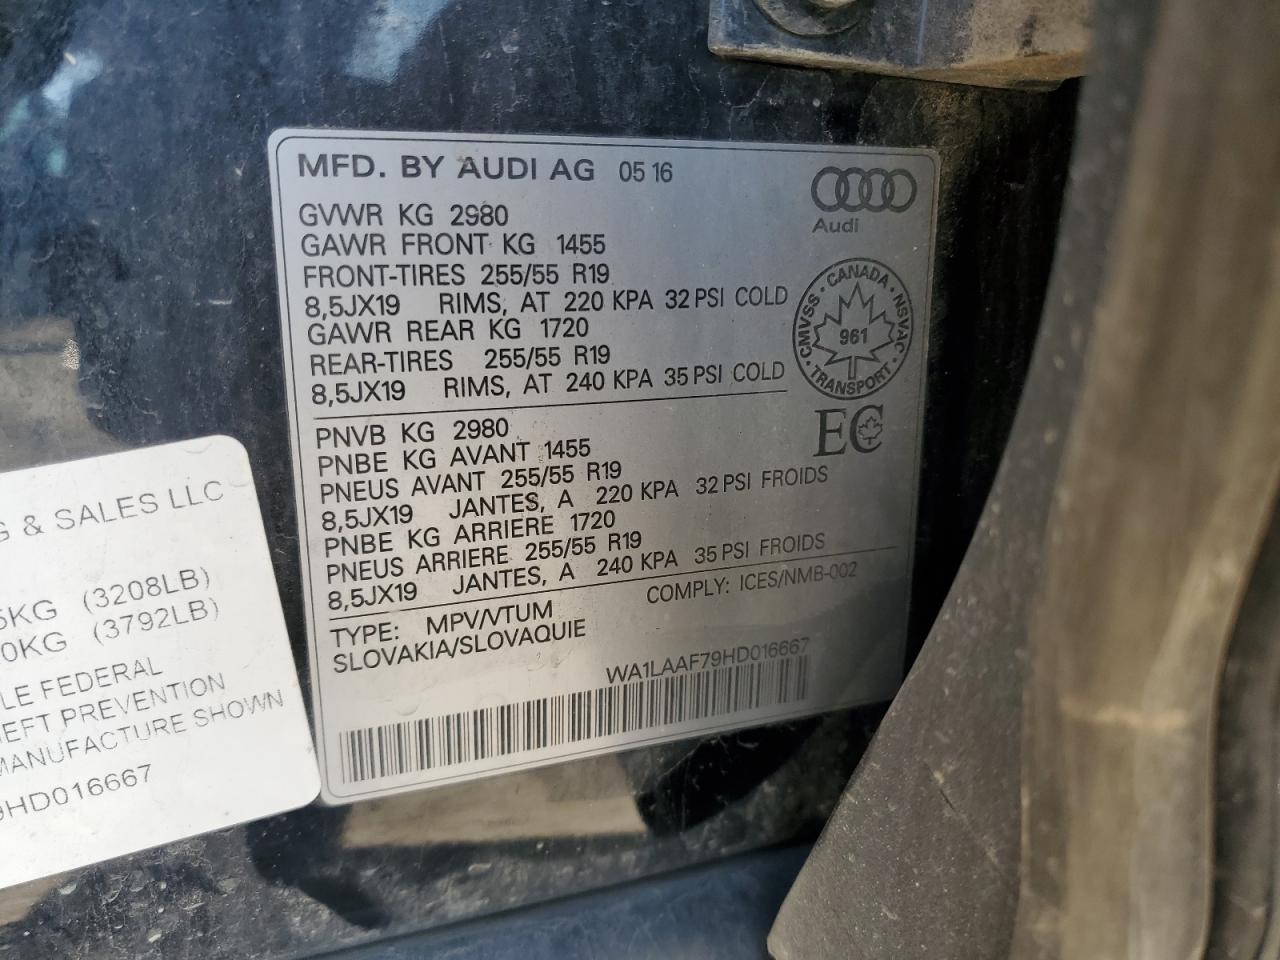 MFD. BY AUDI AG 05 16
Audi
GVWR KG 2980
GAWR FRONT KG 1455
FRONT-TIRES 255/55 R19
8,5JX19 RIMS, AT 220 KPA 32 PSI COLD
GAWR REAR KG 1720
REAR-TIRES 255/55 R19
8,5JX19 RIMS, AT 240 KPA 35 PSI COLD
CANADA
CMVSS NSVAC
961
TRANSPORT
EC
PNVB KG 2980
PNBE KG AVANT 1455
PNEUS AVANT 255/55 R19
8,5JX19 JANTES, A 220 KPA 32 PSI FROIDS
PNBE KG ARRIERE 1720
PNEUS ARRIERE 255/55 R19
8,5JX19 JANTES, A 240 KPA 35 PSI FROIDS
TYPE: MPV/VTUM COMPLY: ICES/NMB-002
SLOVAKIA/SLOVAQUIE
WA1LAAF79HD016667
G & SALES LLC
5KG (3208LB)
0KG (3792LB)
LE FEDERAL
HEFT PREVENTION
MANUFACTURE SHOWN
9HD016667